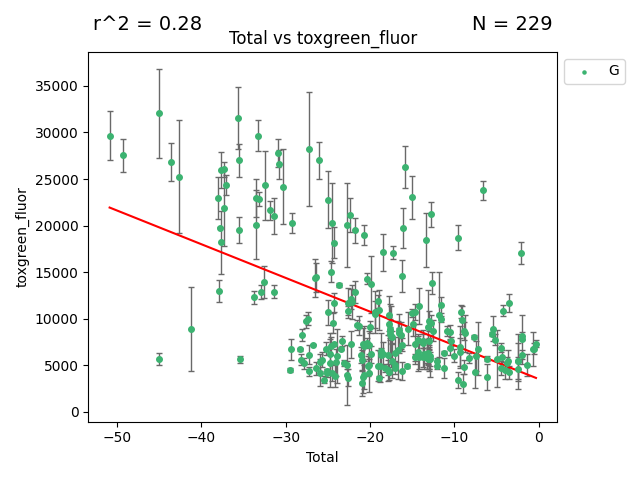 r^2 = 0.28
N = 229
Total vs toxgreen_fluor
G
toxgreen_fluor
35000
30000
25000
20000
15000
10000
5000
0
−50
−40
−30
−20
−10
0
Total